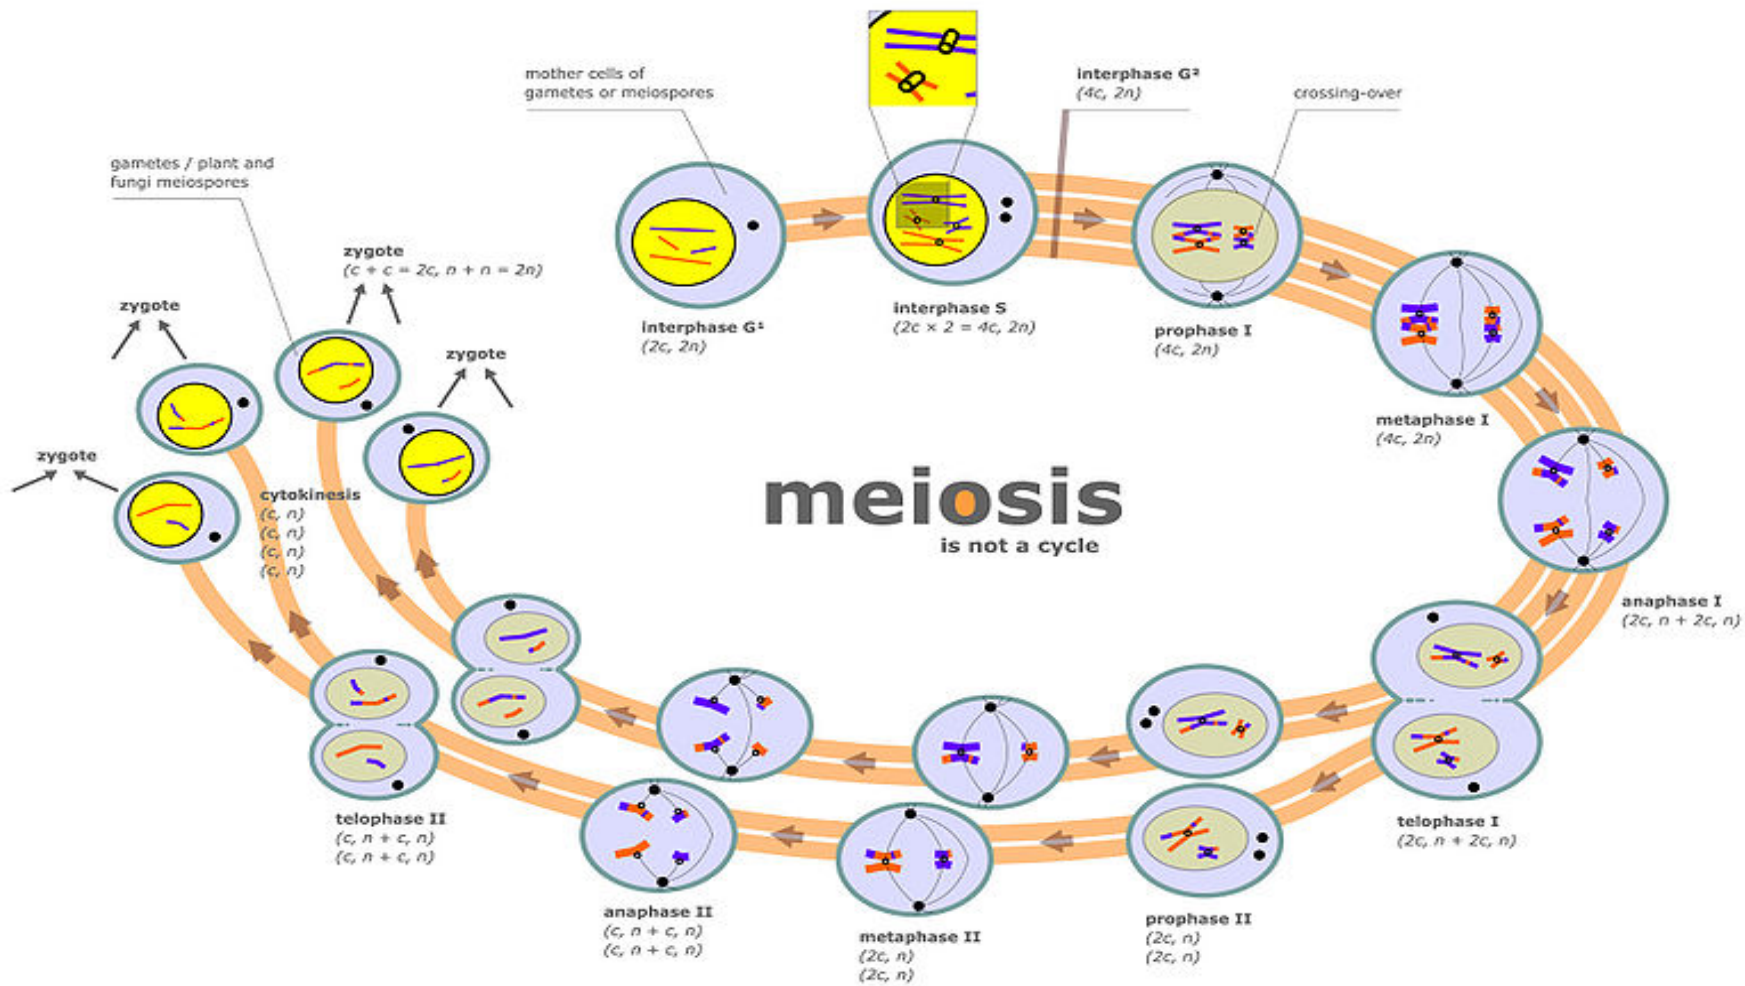 mother cells of
gametes or meiospores
interphase G²
(4c, 2n)
crossing-over
gametes / plant and
fungi meiospores
zygote
(c + c = 2c, n + n = 2n)
zygote
zygote
zygote
interphase G¹
(2c, 2n)
interphase S
(2c × 2 = 4c, 2n)
prophase I
(4c, 2n)
metaphase I
(4c, 2n)
meiosis
is not a cycle
cytokinesis
(c, n)
(c, n)
(c, n)
(c, n)
anaphase I
(2c, n + 2c, n)
telophase I
(2c, n + 2c, n)
prophase II
(2c, n)
(2c, n)
metaphase II
(2c, n)
(2c, n)
anaphase II
(c, n + c, n)
(c, n + c, n)
telophase II
(c, n + c, n)
(c, n + c, n)